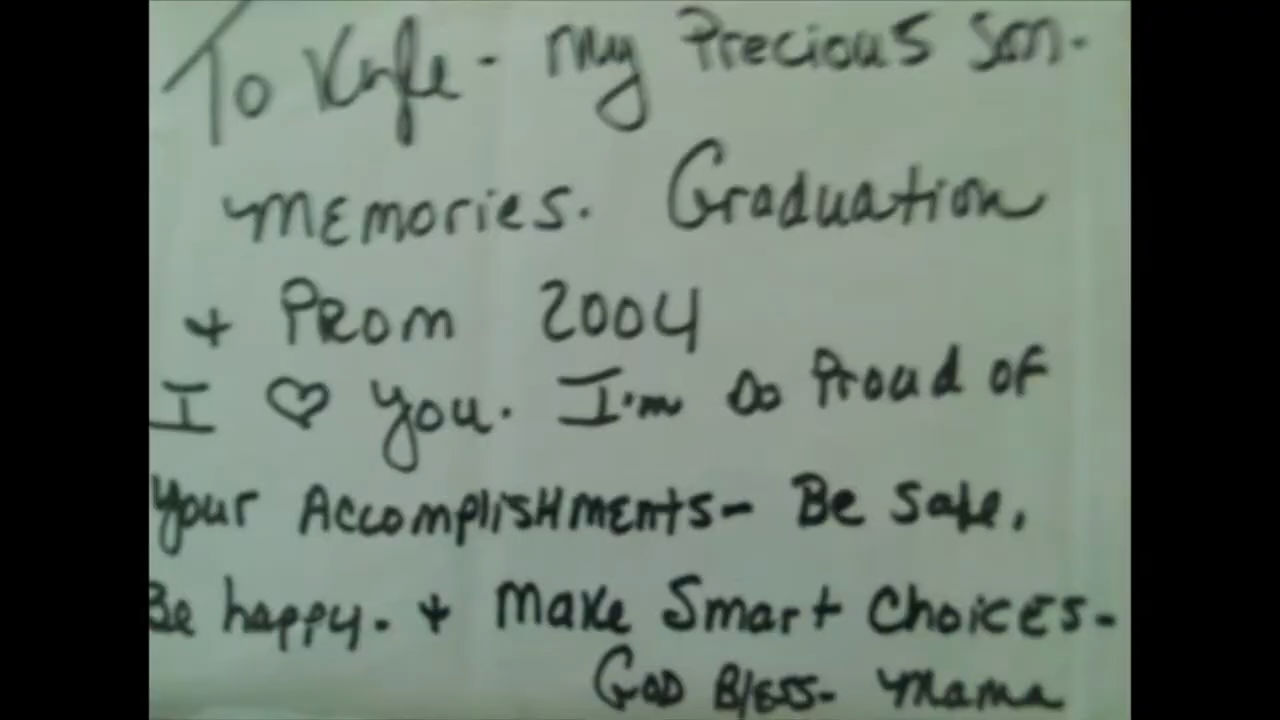 To Kyle - My Precious Son.
Memories. Graduation
+ Prom 2004
I ♡ you. I'm so Proud of
your Accomplishments - Be safe,
Be happy. + Make Smart Choices -
God Bless - Mama